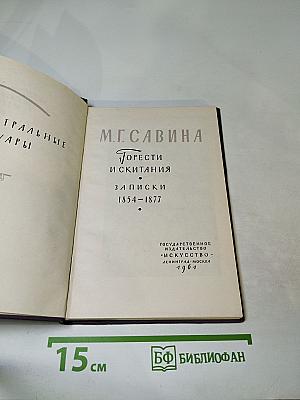 ТРАЛЬНЫЕ
УАРЫ
М.Г.САВИНА
ГОРЕСТИ
И СКИТАНИЯ
ЗАПИСКИ
1854–1877
ГОСУДАРСТВЕННОЕ
ИЗДАТЕЛЬСТВО
«ИСКУССТВО»
ЛЕНИНГРАД–МОСКВА
1961
15 см
БФ БИБЛИОФАН